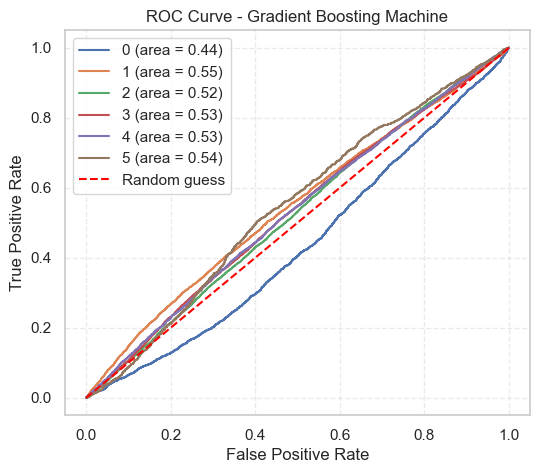 ROC Curve - Gradient Boosting Machine
1.0
0.8
0.6
0.4
0.2
0.0
True Positive Rate
0 (area = 0.44)
1 (area = 0.55)
2 (area = 0.52)
3 (area = 0.53)
4 (area = 0.53)
5 (area = 0.54)
Random guess
0.0 0.2 0.4 0.6 0.8 1.0
False Positive Rate